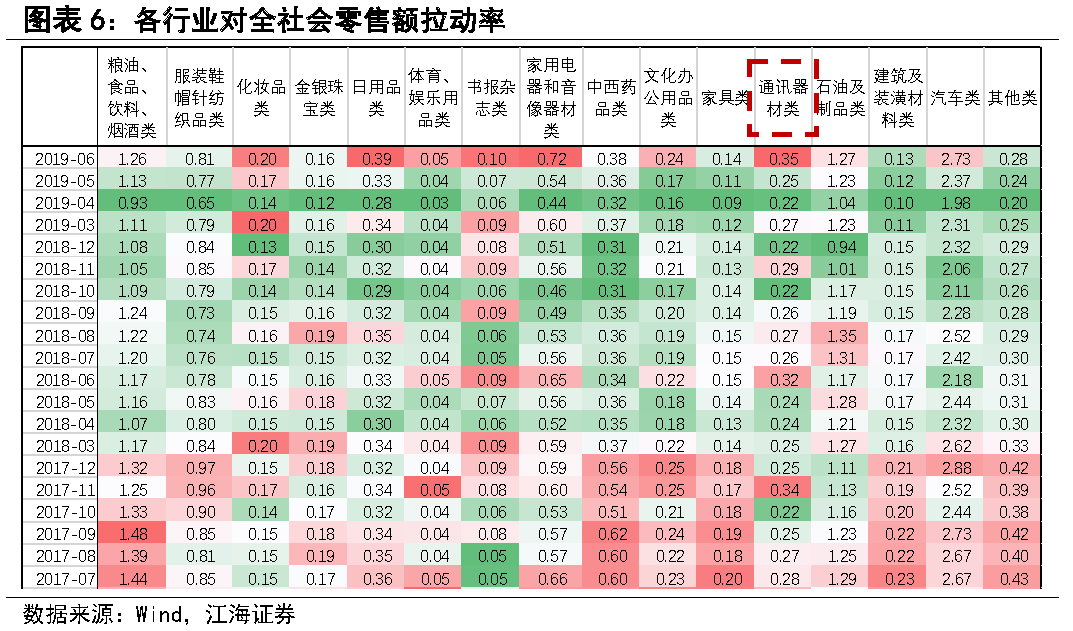 图表 6：各行业对全社会零售额拉动率
粮油、食品、饮料、烟酒类 服装鞋帽针纺织品类 化妆品类 金银珠宝类 日用品类 体育、娱乐用品类 书报杂志类 家用电器和音像器材类 中西药品类 文化办公用品类 家具类 通讯器材类 石油及制品类 建筑及装潢材料类 汽车类 其他类
2019-06 1.26 0.81 0.20 0.16 0.39 0.05 0.10 0.72 0.38 0.24 0.14 0.35 1.27 0.13 2.73 0.28
2019-05 1.13 0.77 0.17 0.16 0.33 0.04 0.07 0.54 0.36 0.17 0.11 0.25 1.23 0.12 2.37 0.24
2019-04 0.93 0.65 0.14 0.12 0.28 0.03 0.06 0.44 0.32 0.16 0.09 0.22 1.04 0.10 1.98 0.20
2019-03 1.11 0.79 0.20 0.16 0.34 0.04 0.09 0.60 0.37 0.18 0.12 0.27 1.23 0.11 2.31 0.25
2018-12 1.08 0.84 0.13 0.15 0.30 0.04 0.08 0.51 0.31 0.21 0.14 0.22 0.94 0.15 2.32 0.29
2018-11 1.05 0.85 0.17 0.14 0.32 0.04 0.09 0.56 0.32 0.21 0.13 0.29 1.01 0.15 2.06 0.27
2018-10 1.09 0.79 0.14 0.14 0.29 0.04 0.06 0.46 0.31 0.17 0.14 0.22 1.17 0.15 2.11 0.26
2018-09 1.24 0.73 0.15 0.16 0.32 0.04 0.09 0.49 0.35 0.20 0.14 0.26 1.19 0.15 2.28 0.28
2018-08 1.22 0.74 0.16 0.19 0.35 0.04 0.06 0.53 0.36 0.19 0.15 0.27 1.35 0.17 2.52 0.29
2018-07 1.20 0.76 0.15 0.15 0.32 0.04 0.05 0.56 0.36 0.19 0.15 0.26 1.31 0.17 2.42 0.30
2018-06 1.17 0.78 0.15 0.16 0.33 0.05 0.09 0.65 0.34 0.22 0.15 0.32 1.17 0.17 2.18 0.31
2018-05 1.16 0.83 0.16 0.18 0.32 0.04 0.07 0.56 0.36 0.18 0.14 0.24 1.28 0.17 2.44 0.31
2018-04 1.07 0.80 0.15 0.15 0.30 0.04 0.06 0.52 0.35 0.18 0.13 0.24 1.21 0.15 2.32 0.30
2018-03 1.17 0.84 0.20 0.19 0.34 0.04 0.09 0.59 0.37 0.22 0.14 0.25 1.27 0.16 2.62 0.33
2017-12 1.32 0.97 0.15 0.18 0.32 0.04 0.09 0.59 0.56 0.25 0.18 0.25 1.11 0.21 2.88 0.42
2017-11 1.25 0.96 0.17 0.16 0.34 0.05 0.08 0.60 0.54 0.25 0.17 0.34 1.13 0.19 2.52 0.39
2017-10 1.33 0.90 0.14 0.17 0.32 0.04 0.06 0.53 0.51 0.21 0.18 0.22 1.16 0.20 2.44 0.38
2017-09 1.48 0.85 0.15 0.18 0.34 0.04 0.08 0.57 0.62 0.24 0.19 0.25 1.23 0.22 2.73 0.42
2017-08 1.39 0.81 0.15 0.19 0.35 0.04 0.05 0.57 0.60 0.22 0.18 0.27 1.25 0.22 2.67 0.40
2017-07 1.44 0.85 0.15 0.17 0.36 0.05 0.05 0.66 0.60 0.23 0.20 0.28 1.29 0.23 2.67 0.43
数据来源：Wind，江海证券